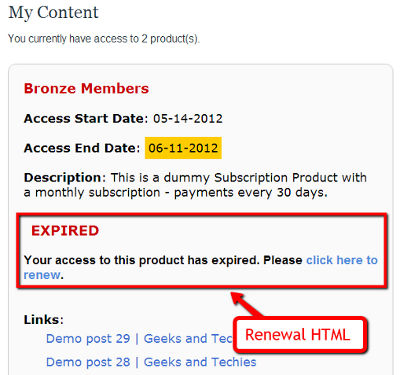 My Content
You currently have access to 2 product(s).
Bronze Members
Access Start Date: 05-14-2012
Access End Date: 06-11-2012
Description: This is a dummy Subscription Product with
a monthly subscription - payments every 30 days.
EXPIRED
Your access to this product has expired. Please click here to
renew.
Renewal HTML
Links:
Demo post 29 | Geeks and Tec
Demo post 28 | Geeks and Techies